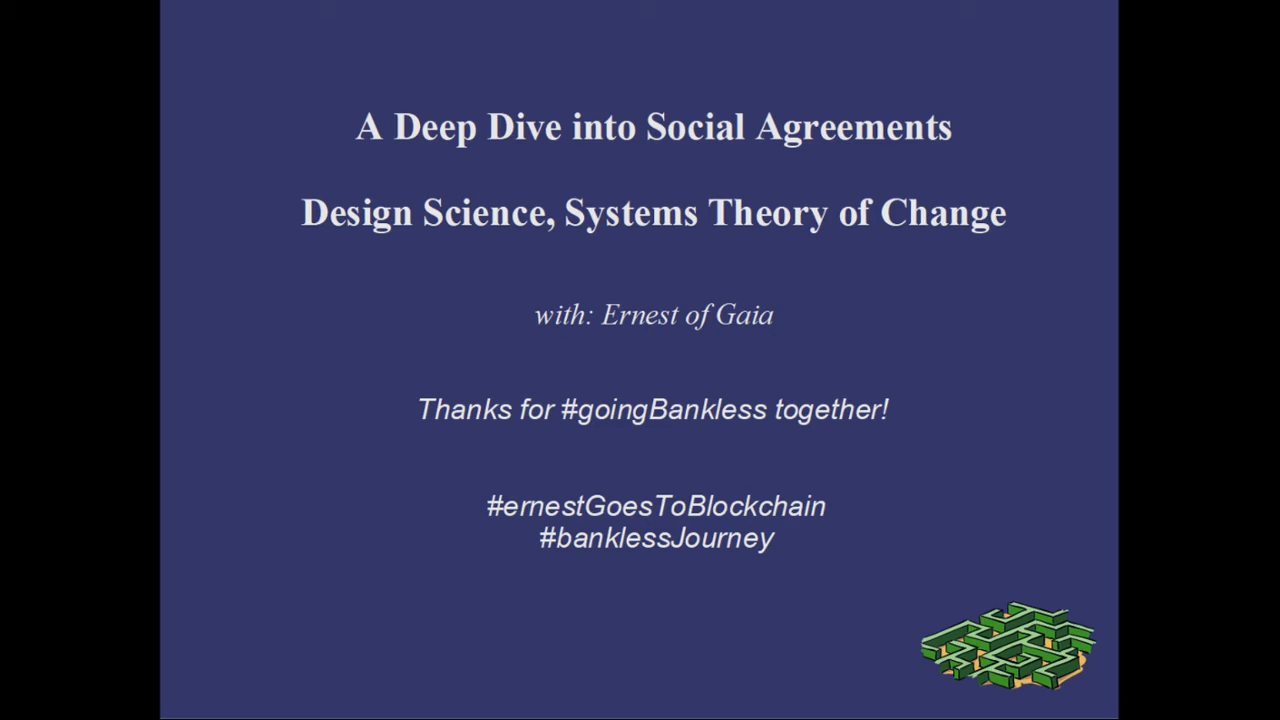 A Deep Dive into Social Agreements
Design Science, Systems Theory of Change
with: Ernest of Gaia
Thanks for #goingBankless together!
#ernestGoesToBlockchain
#banklessJourney